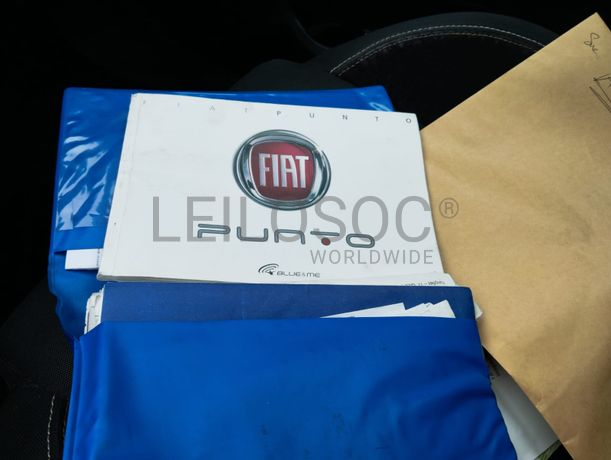 FIAT PUNTO
FIAT
LEILOSOC®
PUNTO
WORLDWIDE
BLUE&ME